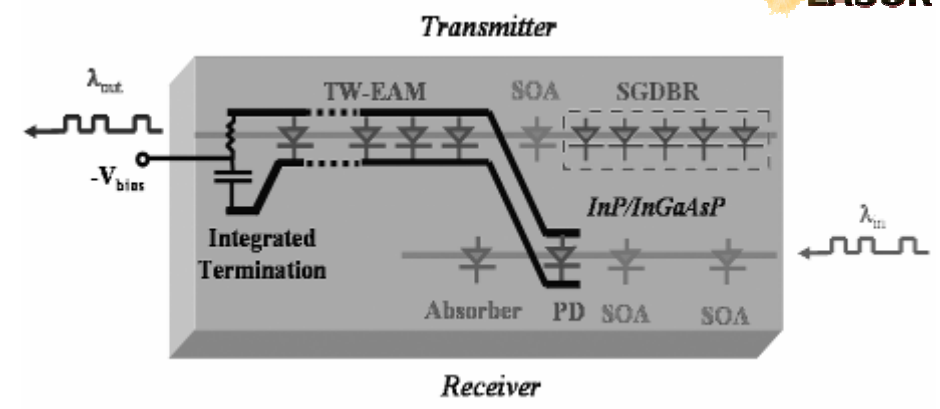 Transmitter
λout
TW-EAM
SOA
SGDBR
-Vbias
InP/InGaAsP
λin
Integrated
Termination
Absorber
PD
SOA
SOA
Receiver